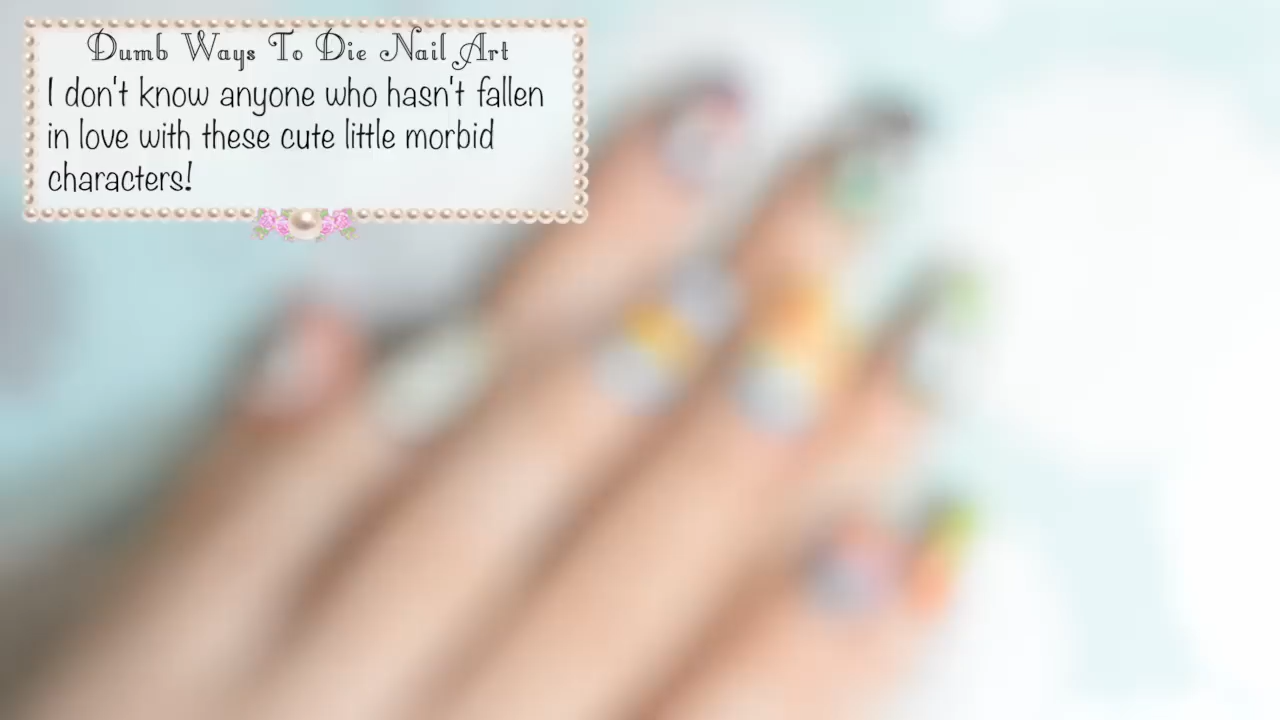 Dumb Ways To Die Nail Art
I don't know anyone who hasn't fallen
in love with these cute little morbid
characters!